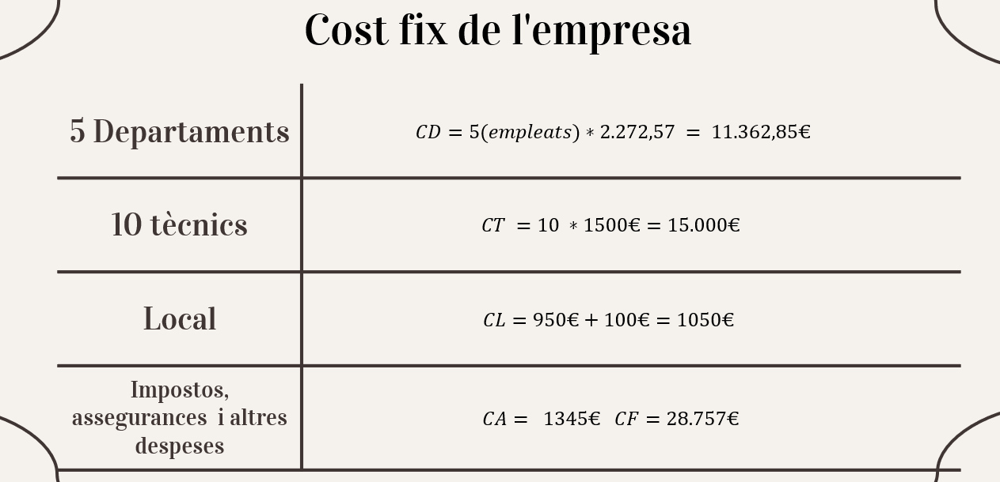 Cost fix de l'empresa
5 Departaments
CD = 5(empleats) * 2.272,57 = 11.362,85€
10 tècnics
CT = 10 * 1500€ = 15.000€
Local
CL = 950€ + 100€ = 1050€
Impostos,
assegurances i altres
despeses
CA = 1345€ CF = 28.757€